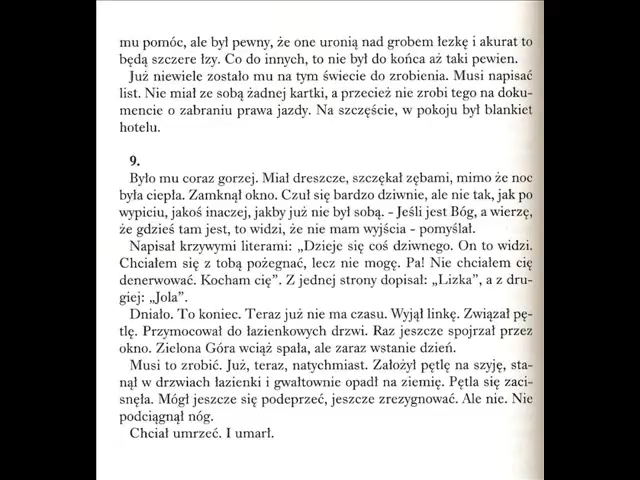 mu pomóc, ale był pewny, że one uronią nad grobem łezkę i akurat to
będą szczere łzy. Co do innych, to nie był do końca aż taki pewien.
Już niewiele zostało mu na tym świecie do zrobienia. Musi napisać
list. Nie miał ze sobą żadnej kartki, a przecież nie zrobi tego na doku-
mencie o zabraniu prawa jazdy. Na szczęście, w pokoju był blankiet
hotelu.
9.
Było mu coraz gorzej. Miał dreszcze, szczękał zębami, mimo że noc
była ciepła. Zamknął okno. Czuł się bardzo dziwnie, ale nie tak, jak po
wypiciu, jakoś inaczej, jakby już nie był sobą. – Jeśli jest Bóg, a wierzę,
że gdzieś tam jest, to widzi, że nie mam wyjścia – pomyślał.
Napisał krzywymi literami: „Dzieje się coś dziwnego. On to widzi.
Chciałem się z tobą pożegnać, lecz nie mogę. Pa! Nie chciałem cię
denerwować. Kocham cię”. Z jednej strony dopisał: „Lizka”, a z dru-
giej: „Jola”.
Dniało. To koniec. Teraz już nie ma czasu. Wyjął linkę. Związał pę-
tlę. Przymocował do łazienkowych drzwi. Raz jeszcze spojrzał przez
okno. Zielona Góra wciąż spała, ale zaraz wstanie dzień.
Musi to zrobić. Już, teraz, natychmiast. Założył pętlę na szyję, sta-
nął w drzwiach łazienki i gwałtownie opadł na ziemię. Pętla się zaci-
snęła. Mógł jeszcze się podeprzeć, jeszcze zrezygnować. Ale nie. Nie
podciągnął nóg.
Chciał umrzeć. I umarł.